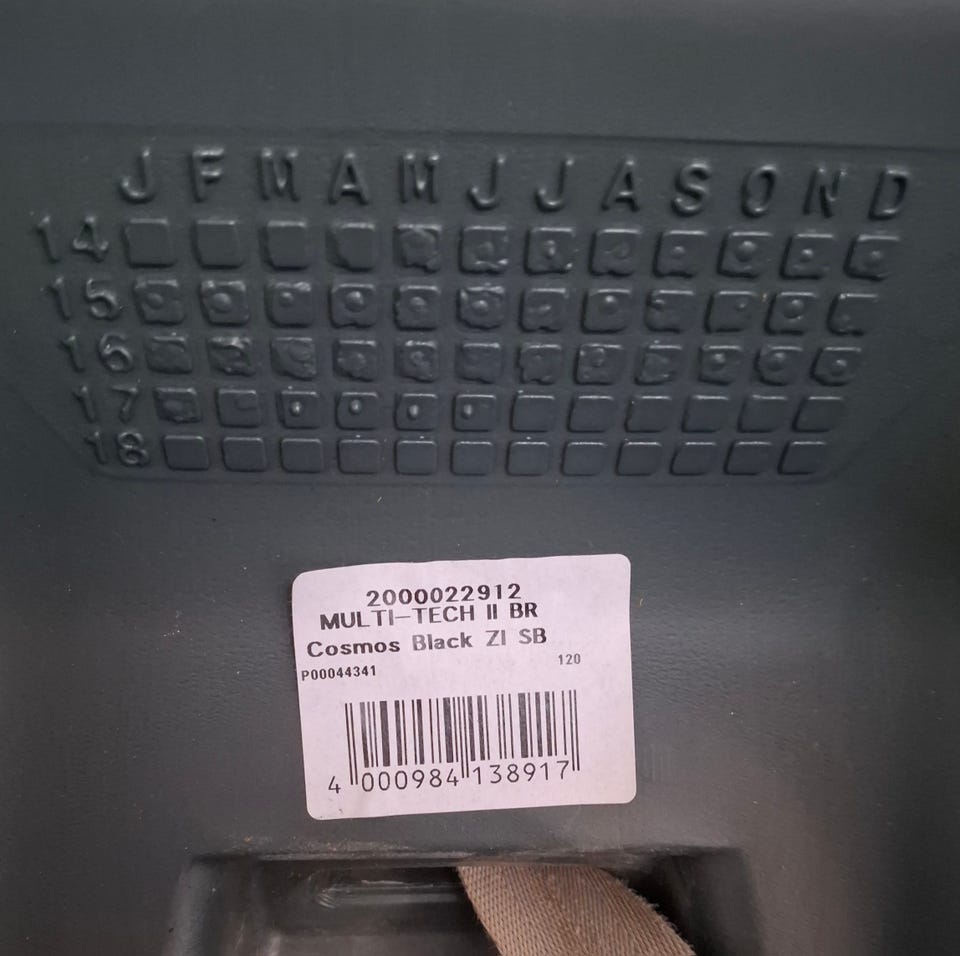 J F M A M J J A S O N D
14
15
16
17
18
2000022912
MULTI-TECH II BR
Cosmos Black ZI SB
P00044341 120
4 000984 138917